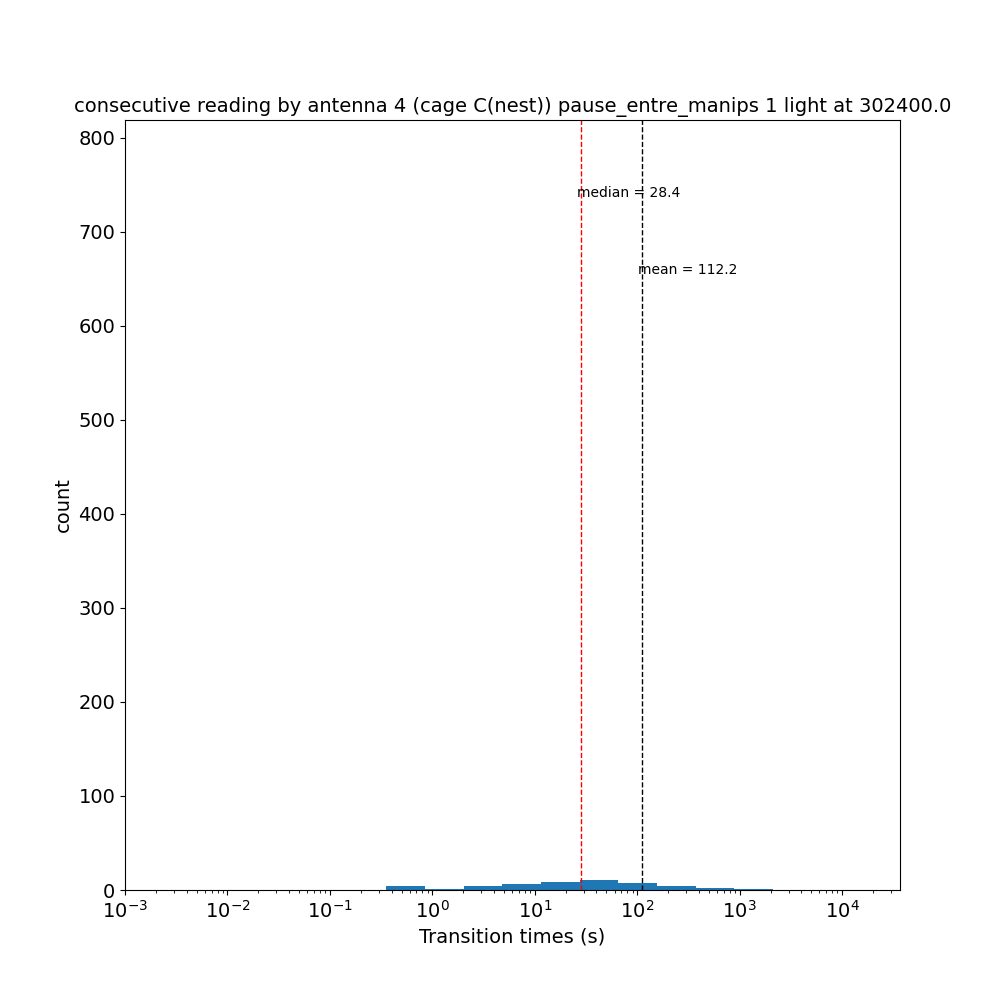 consecutive reading by antenna 4 (cage C(nest)) pause_entre_manips 1 light at 302400.0
800
700
600
500
400
300
200
100
0
count
median = 28.4
mean = 112.2
10⁻³ 10⁻² 10⁻¹ 10⁰ 10¹ 10² 10³ 10⁴
Transition times (s)